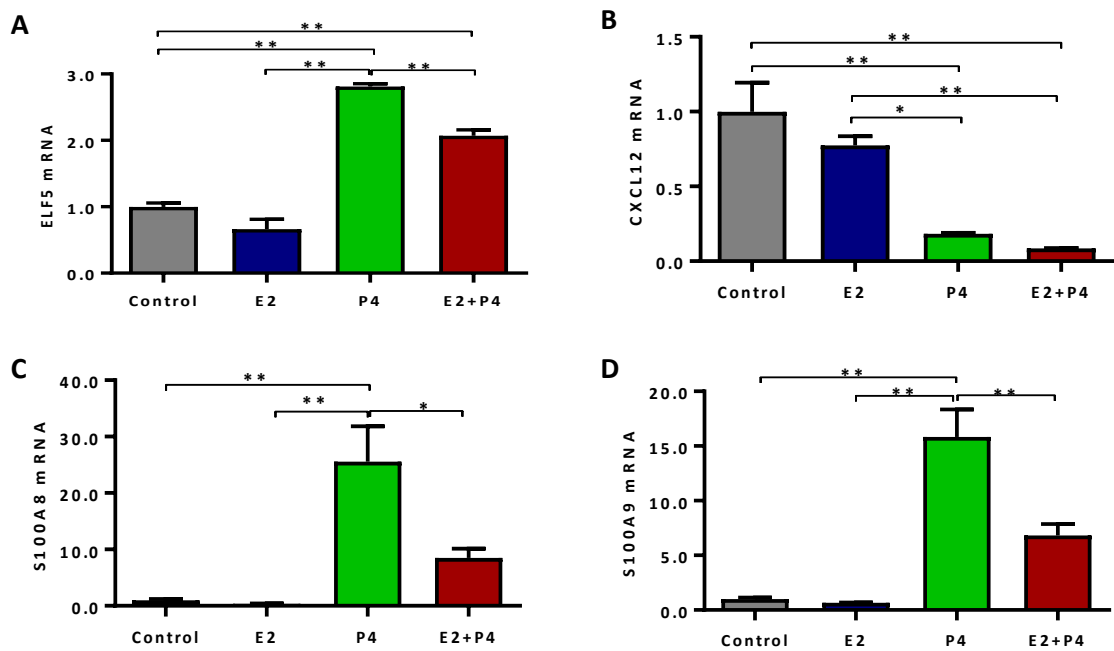 A
** 
**
** **
3.0
2.0
1.0
0.0
ELF5 mRNA
Control E2 P4 E2+P4
B
**
**
**
*
1.5
1.0
0.5
0.0
CXCL12 mRNA
Control E2 P4 E2+P4
C
**
** *
40.0
30.0
20.0
10.0
0.0
S100A8 mRNA
Control E2 P4 E2+P4
D
**
** **
20.0
15.0
10.0
5.0
0.0
S100A9 mRNA
Control E2 P4 E2+P4